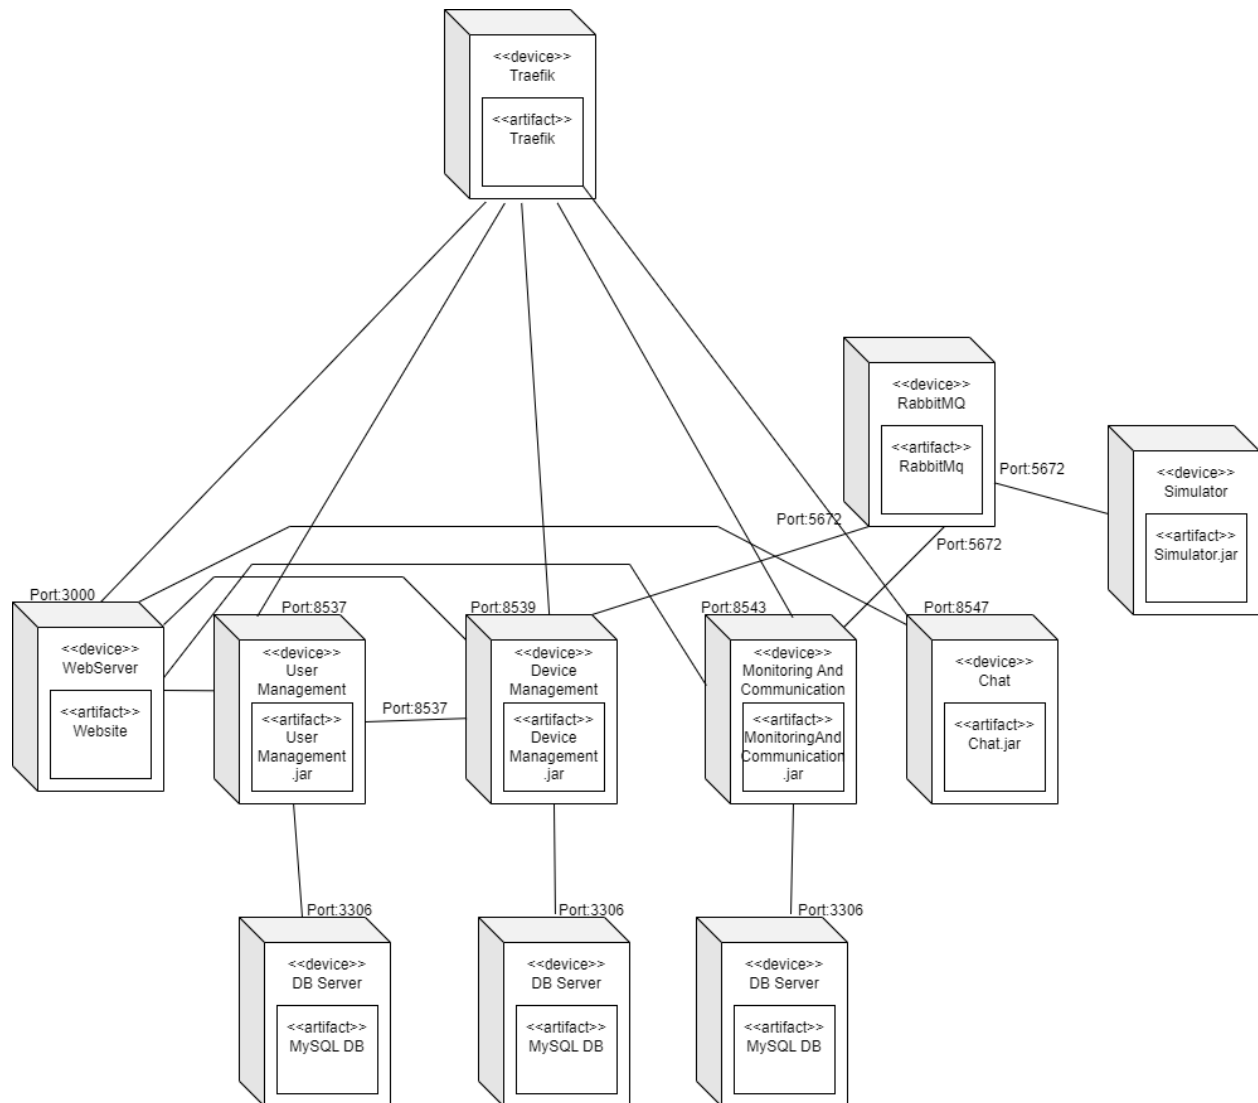 <<device>>
Traefik
<<artifact>>
Traefik
<<device>>
RabbitMQ
<<artifact>>
RabbitMq
Port:5672
<<device>>
Simulator
<<artifact>>
Simulator.jar
Port:5672
Port:5672
Port:3000
<<device>>
WebServer
<<artifact>>
Website
Port:8537
<<device>>
User
Management
<<artifact>>
User
Management
.jar
Port:8537
Port:8539
<<device>>
Device
Management
<<artifact>>
Device
Management
.jar
Port:8543
<<device>>
Monitoring And
Communication
<<artifact>>
MonitoringAnd
Communication
.jar
Port:8547
<<device>>
Chat
<<artifact>>
Chat.jar
Port:3306
<<device>>
DB Server
<<artifact>>
MySQL DB
Port:3306
<<device>>
DB Server
<<artifact>>
MySQL DB
Port:3306
<<device>>
DB Server
<<artifact>>
MySQL DB